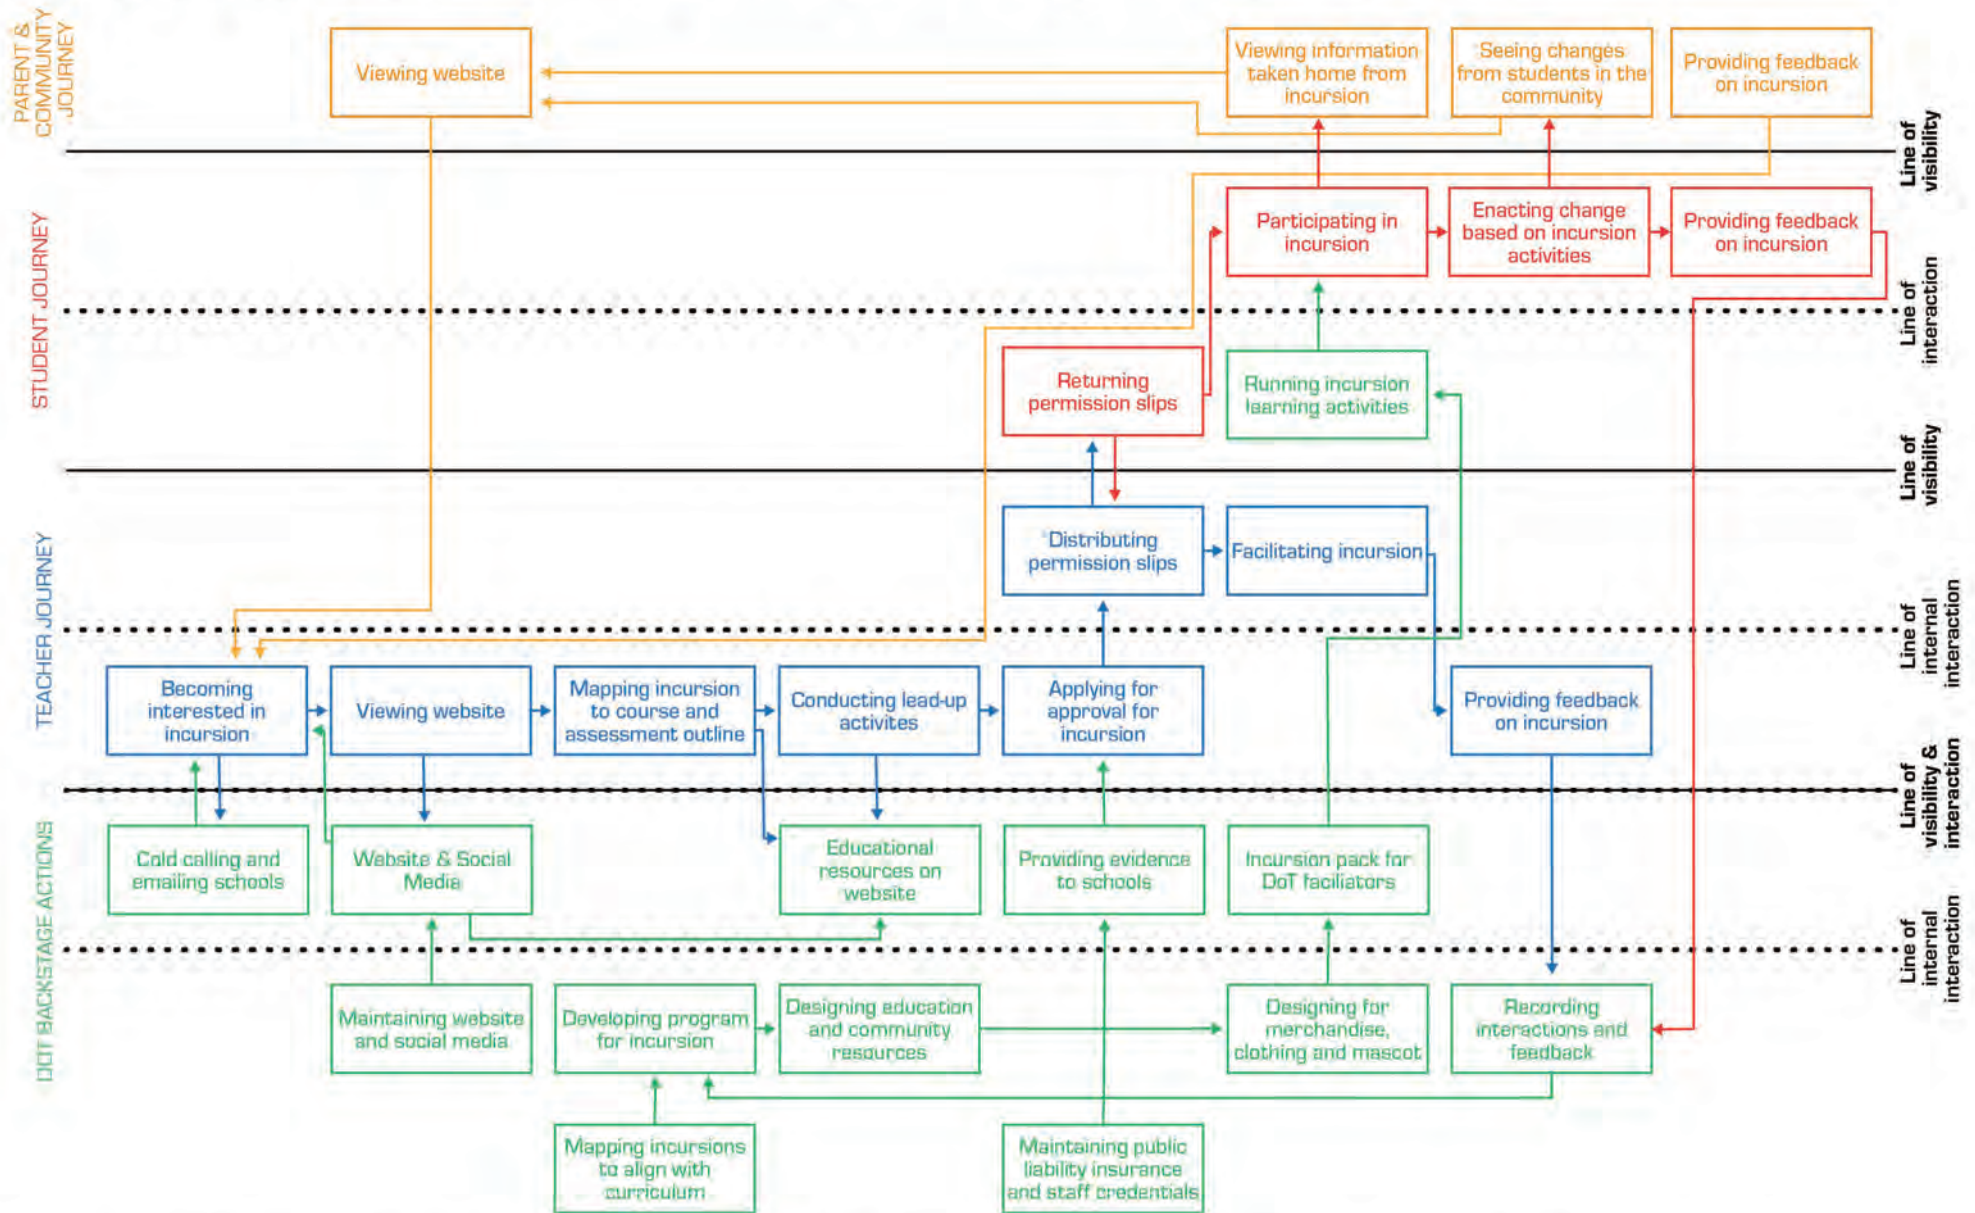 PARENT &
COMMUNITY
JOURNEY
Viewing website
Viewing information
taken home from
incursion
Seeing changes
from students in the
community
Providing feedback
on incursion
Line of
visibility
STUDENT JOURNEY
Participating in
incursion
Enacting change
based on incursion
activities
Providing feedback
on incursion
Line of
interaction
Returning
permission slips
Running incursion
learning activities
Line of
visibility
TEACHER JOURNEY
Distributing
permission slips
Facilitating incursion
Line of
internal
interaction
Becoming
interested in
incursion
Viewing website
Mapping incursion
to course and
assessment outline
Conducting lead-up
activites
Applying for
approval for
incursion
Providing feedback
on incursion
Line of
visibility &
interaction
DOT BACKSTAGE ACTIONS
Cold calling and
emailing schools
Website & Social
Media
Educational
resources on
website
Providing evidence
to schools
Incursion pack for
DoT faciliators
Line of
internal
interaction
Maintaining website
and social media
Developing program
for incursion
Designing education
and community
resources
Designing for
merchandise,
clothing and mascot
Recording
interactions and
feedback
Mapping incursions
to align with
curriculum
Maintaining public
liability insurance
and staff credentials